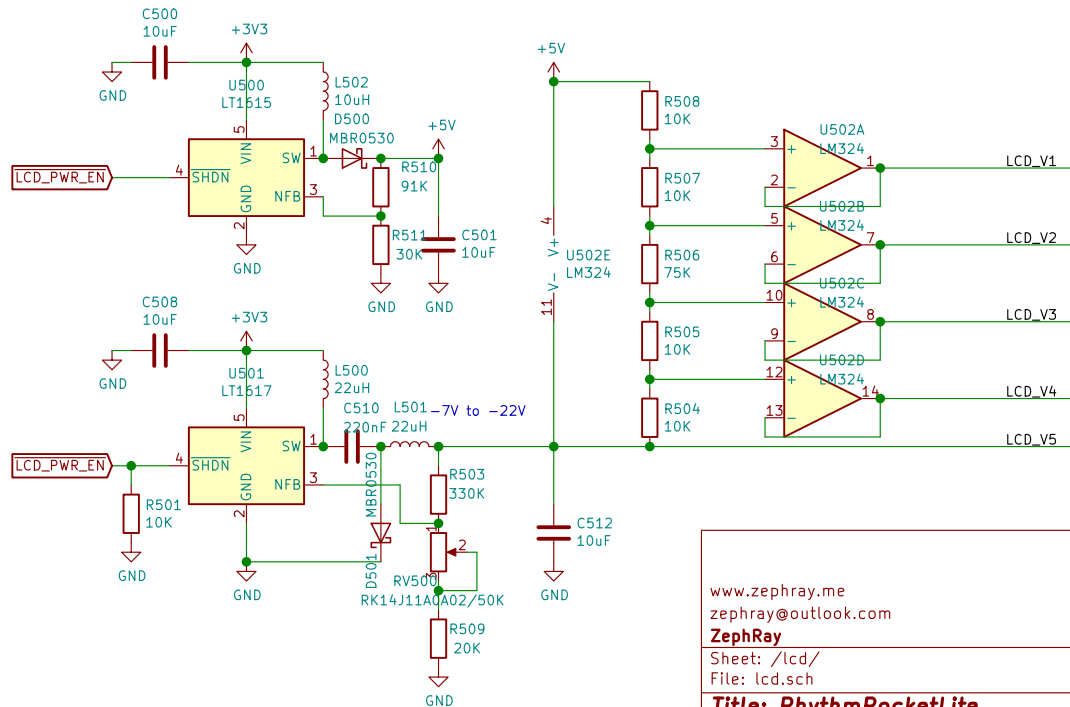 C500
10uF
GND
+3V3
U500
LT1615
L502
10uH
D500
MBR0530
+5V
LCD_PWR_EN
4
SHDN
5
VIN
SW
1
NFB
3
GND
2
GND
R510
91K
R511
30K
GND
C501
10uF
GND
C508
10uF
GND
+3V3
U501
LT1617
L500
22uH
C510
220nF
L501
22uH
-7V to -22V
LCD_PWR_EN
4
SHDN
5
VIN
SW
1
NFB
3
GND
2
GND
R501
10K
GND
MBR0530
D501
R503
330K
1
2
3
RV500
RK14J11A0A02/50K
R509
20K
GND
+5V
4
V+
V-
11
U502E
LM324
C512
10uF
GND
R508
10K
R507
10K
R506
75K
R505
10K
R504
10K
U502A
LM324
3
+
2
-
1
LCD_V1
U502B
LM324
5
+
6
-
7
LCD_V2
U502C
LM324
10
+
9
-
8
LCD_V3
U502D
LM324
12
+
13
-
14
LCD_V4
LCD_V5
www.zephray.me
zephray@outlook.com
ZephRay
Sheet: /lcd/
File: lcd.sch
Title: RhythmRocketLite